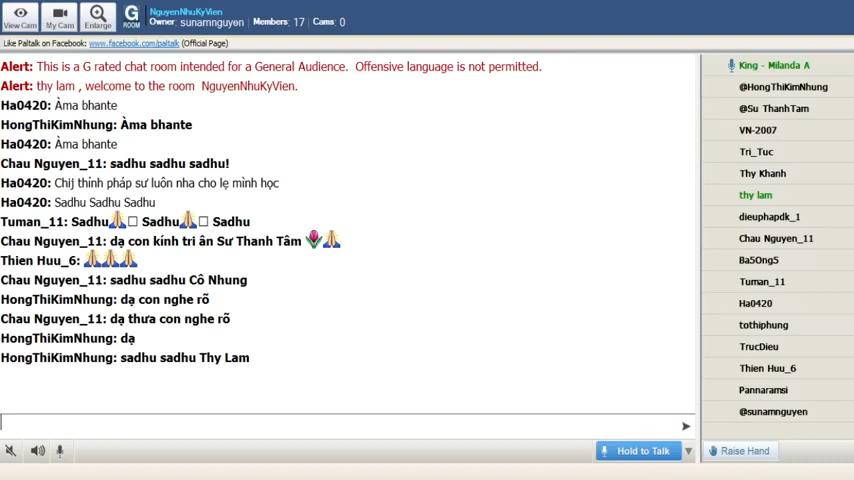 NguyenNhuKyVien
Owner: sunamnguyen Members: 17 Cams: 0
View Cam My Cam Enlarge G ROOM
Like Paltalk on Facebook: www.facebook.com/paltalk (Official Page)
Alert: This is a G rated chat room intended for a General Audience. Offensive language is not permitted.
Alert: thy lam , welcome to the room NguyenNhuKyVien.
Ha0420: Àma bhante
HongThiKimNhung: Àma bhante
Ha0420: Àma bhante
Chau Nguyen_11: sadhu sadhu sadhu!
Ha0420: Chij thỉnh pháp sư luôn nha cho lẹ mình học
Ha0420: Sadhu Sadhu Sadhu
Tuman_11: Sadhu🙏□ Sadhu🙏□ Sadhu
Chau Nguyen_11: dạ con kính tri ân Sư Thanh Tâm 🌷🙏
Thien Huu_6: 🙏🙏🙏
Chau Nguyen_11: sadhu sadhu Cô Nhung
HongThiKimNhung: dạ con nghe rõ
Chau Nguyen_11: dạ thưa con nghe rõ
HongThiKimNhung: dạ
HongThiKimNhung: sadhu sadhu Thy Lam
King - Milanda A
@HongThiKimNhung
@Su ThanhTam
VN-2007
Tri_Tuc
Thy Khanh
thy lam
dieuphapdk_1
Chau Nguyen_11
Ba5Ong5
Tuman_11
Ha0420
tothiphung
TrucDieu
Thien Huu_6
Pannaramsi
@sunamnguyen
Hold to Talk
Raise Hand